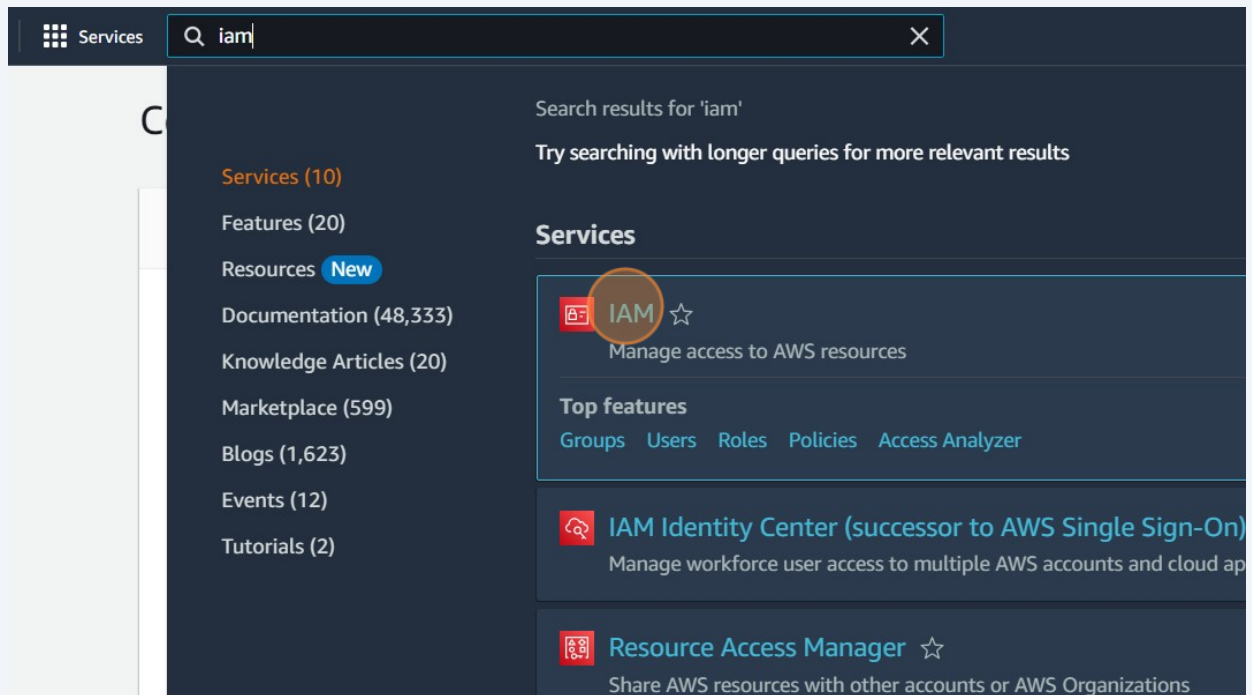 Services
iam
Co
Services (10)
Features (20)
Resources New
Documentation (48,333)
Knowledge Articles (20)
Marketplace (599)
Blogs (1,623)
Events (12)
Tutorials (2)
Search results for 'iam'
Try searching with longer queries for more relevant results
Services
IAM
Manage access to AWS resources
Top features
Groups Users Roles Policies Access Analyzer
IAM Identity Center (successor to AWS Single Sign-On)
Manage workforce user access to multiple AWS accounts and cloud ap
Resource Access Manager
Share AWS resources with other accounts or AWS Organizations